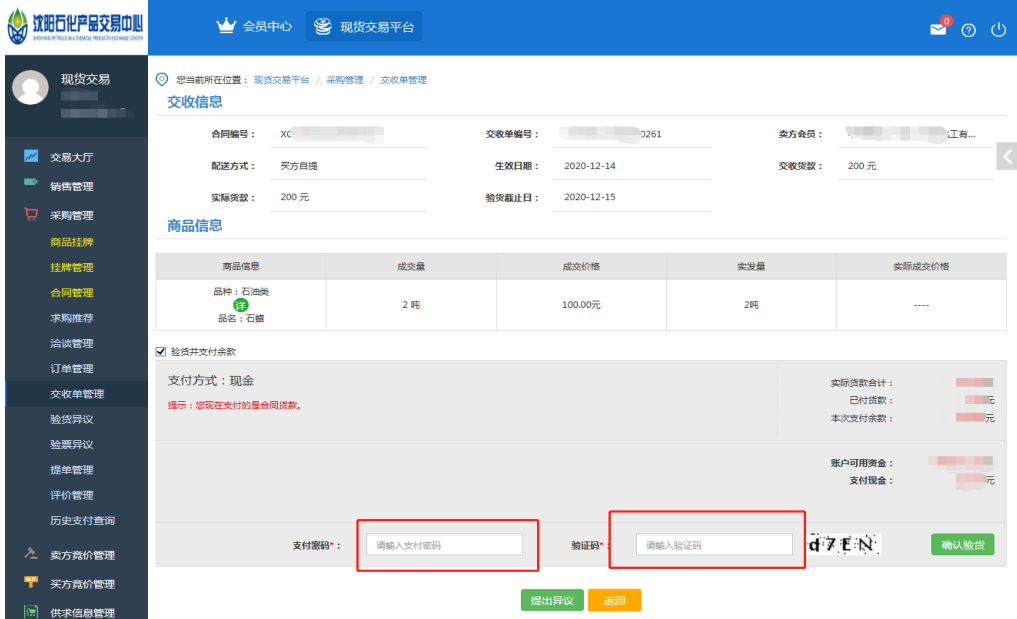 沈阳石化产品交易中心
会员中心
现货交易平台
0
现货交易
您当前所在位置： 现货交易平台 / 采购管理 / 交收单管理
交收信息
合同编号： XC
交收单编号： 0261
卖方会员： 工有...
配送方式： 买方自提
生效日期： 2020-12-14
交收货款： 200 元
实际货款： 200 元
验货截止日： 2020-12-15
商品信息
商品信息 成交量 成交价格 实发量 实际成交价格
品种：石油类
详
品名：石蜡
2 吨 100.00元 2吨 ----
验货并支付余款
支付方式：现金
提示：您现在支付的是合同货款。
实际货款合计：
已付货款： 元
本次支付余款： 元
账户可用资金：
支付现金： 元
支付密码*： 请输入支付密码
验证码*： 请输入验证码
d7EN
确认验货
提出异议
返回
交易大厅
销售管理
采购管理
商品挂牌
挂牌管理
合同管理
求购推荐
洽谈管理
订单管理
交收单管理
验货异议
验票异议
提单管理
评价管理
历史支付查询
卖方竞价管理
买方竞价管理
供求信息管理